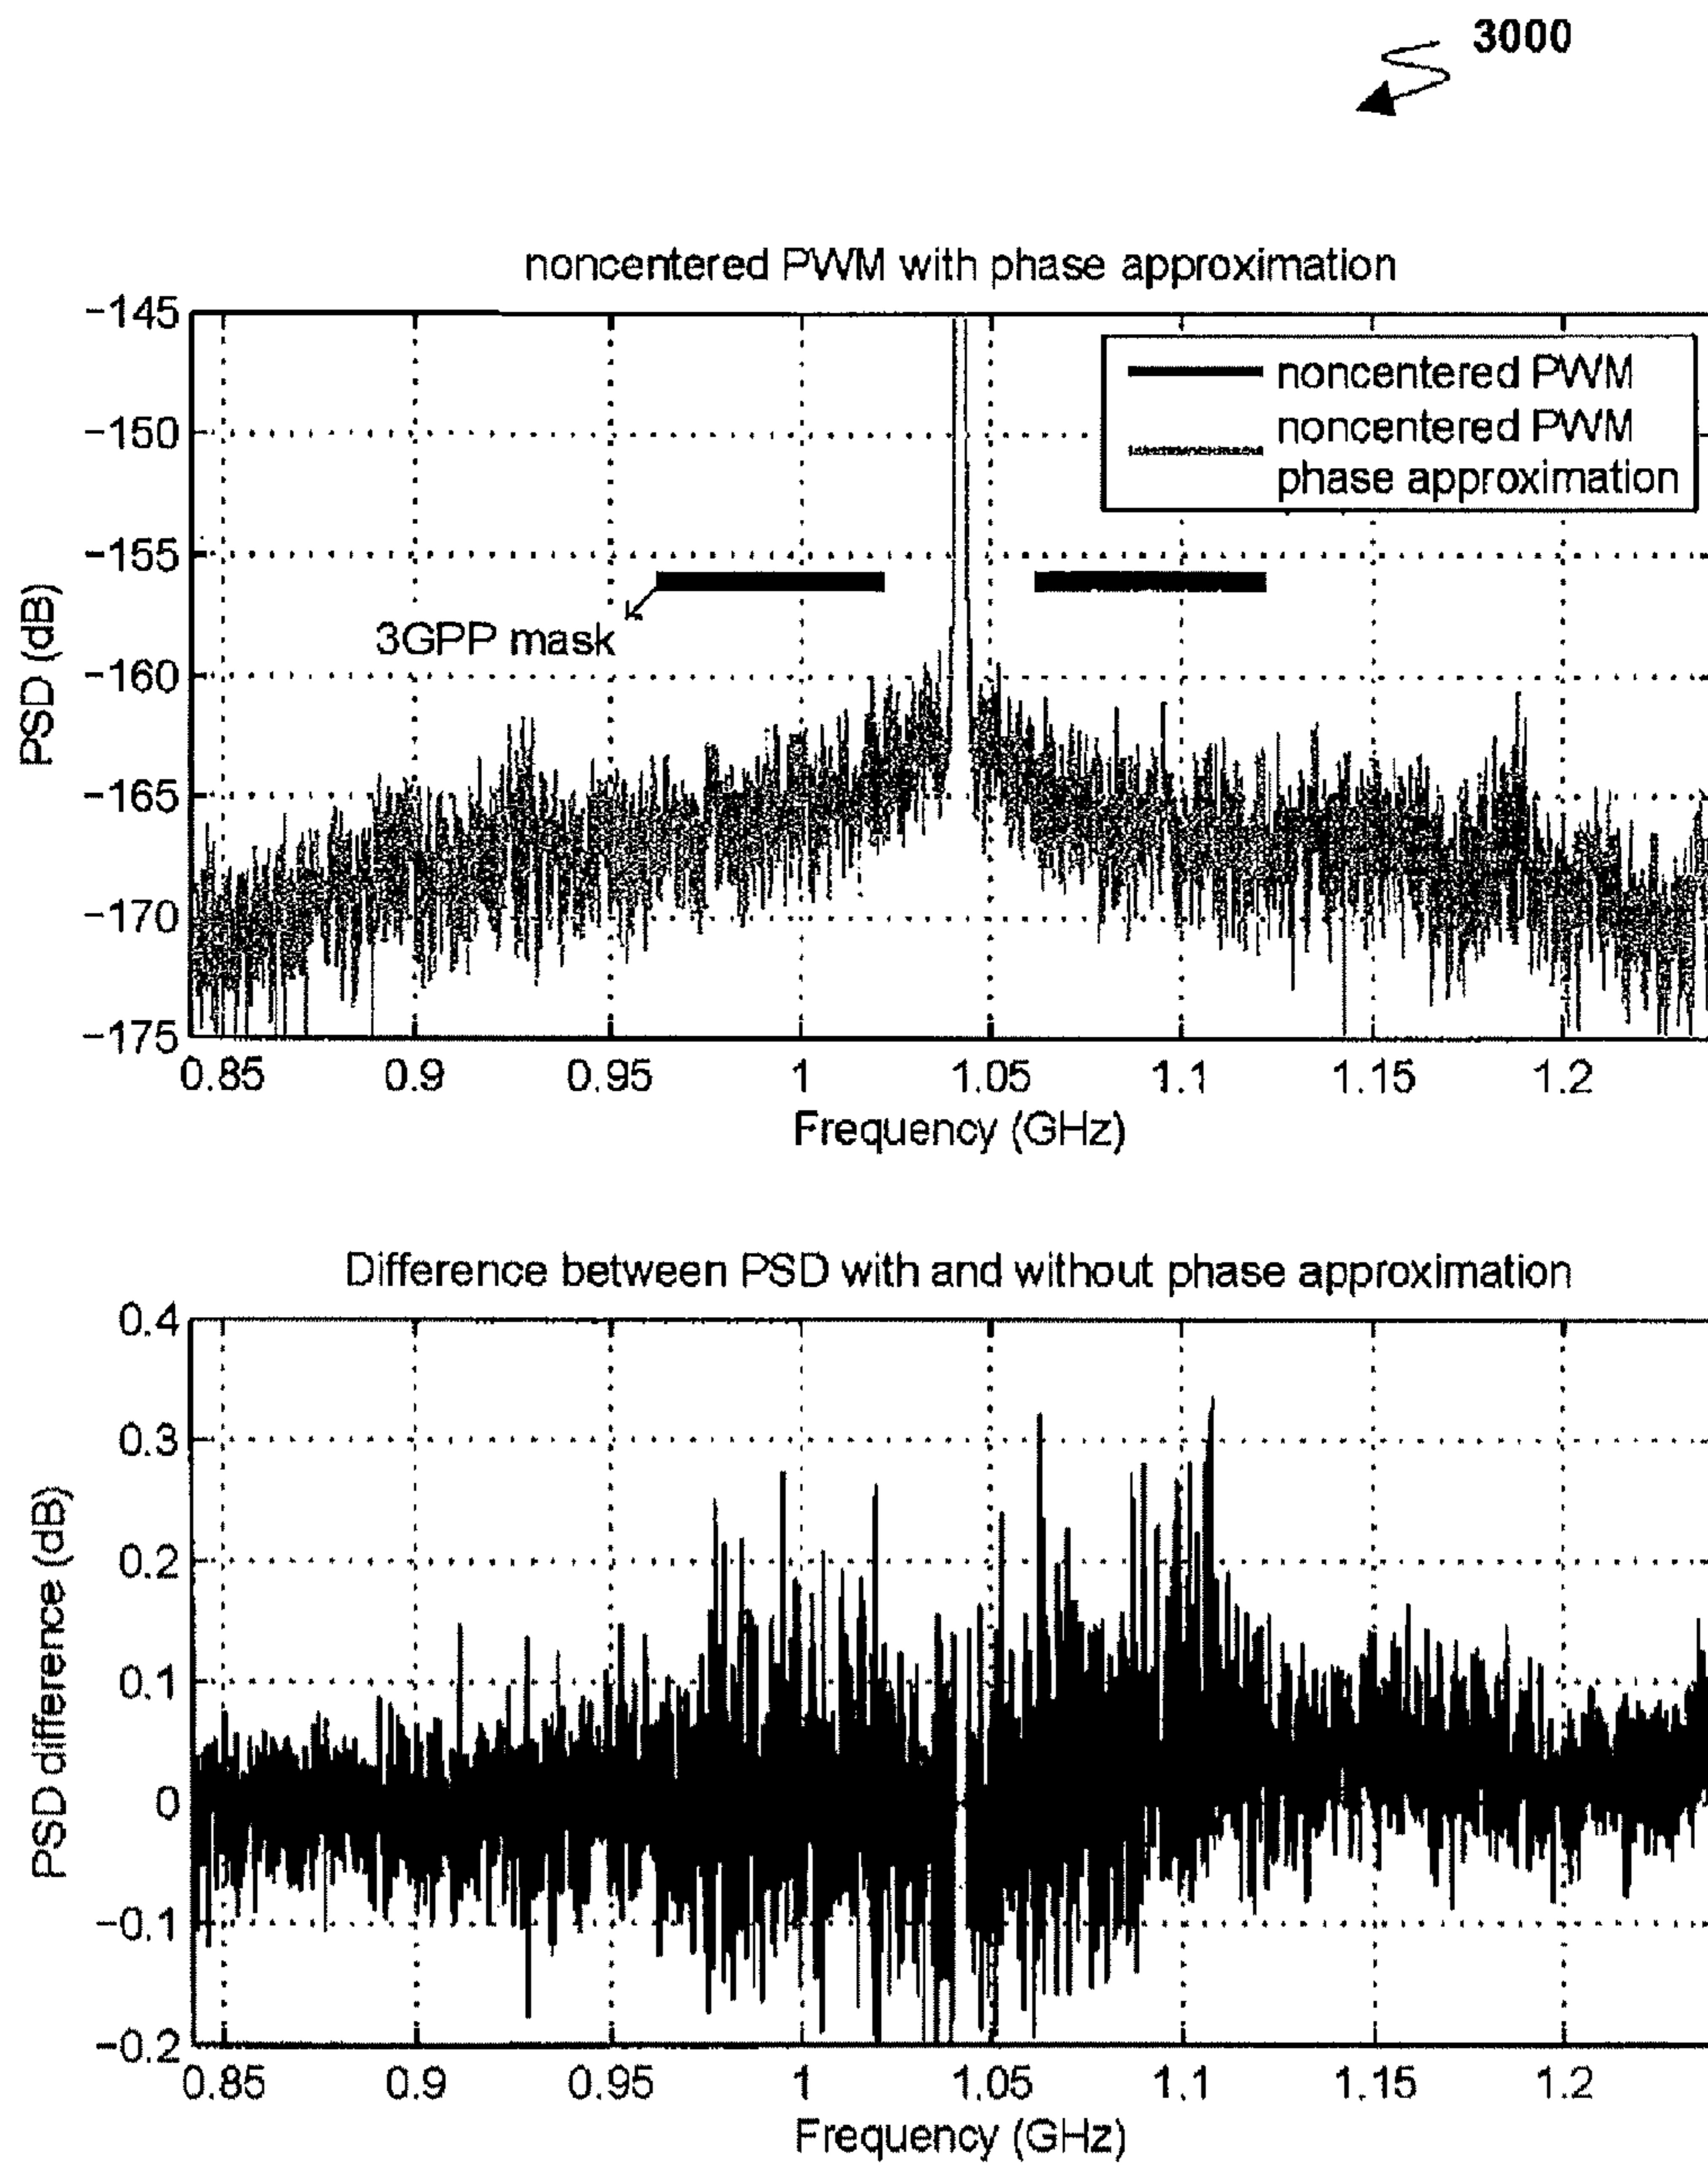 3000
noncentered PWM with phase approximation
−145
−150
−155
−160
−165
−170
−175
PSD (dB)
noncentered PWM
noncentered PWM
phase approximation
3GPP mask
0.85 0.9 0.95 1 1.05 1.1 1.15 1.2
Frequency (GHz)
Difference between PSD with and without phase approximation
0.4
0.3
0.2
0.1
0
−0.1
−0.2
PSD difference (dB)
0.85 0.9 0.95 1 1.05 1.1 1.15 1.2
Frequency (GHz)